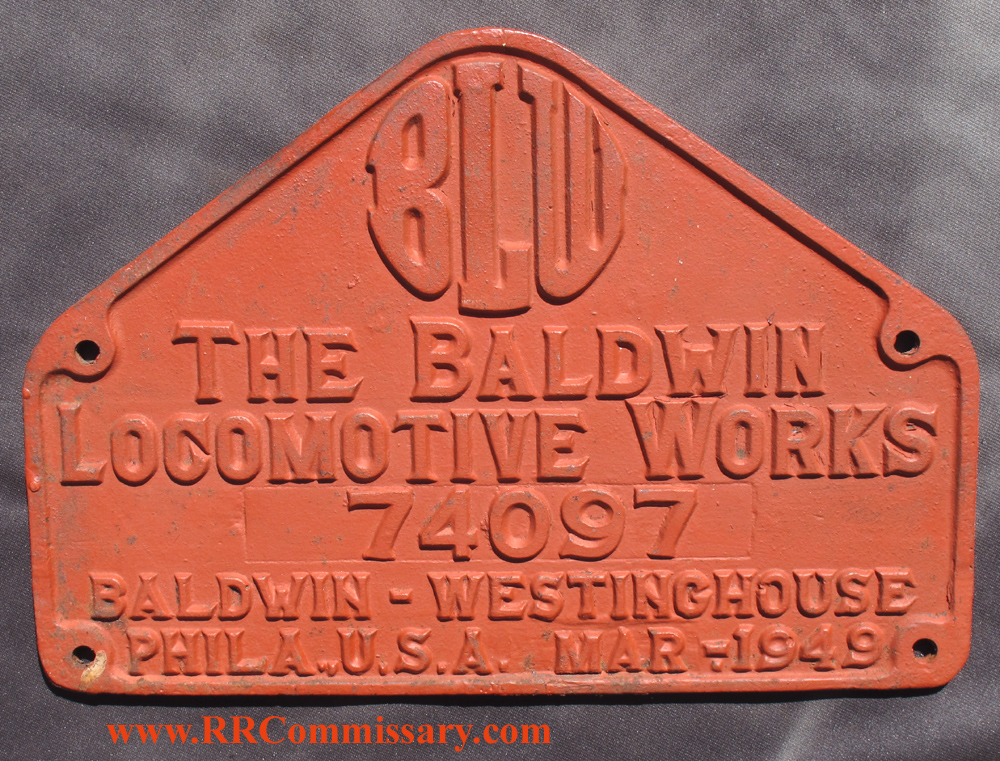 BLW
THE BALDWIN
LOCOMOTIVE WORKS
74097
BALDWIN - WESTINGHOUSE
PHILA., U.S.A. MAR - 1949
www.RRCommissary.com